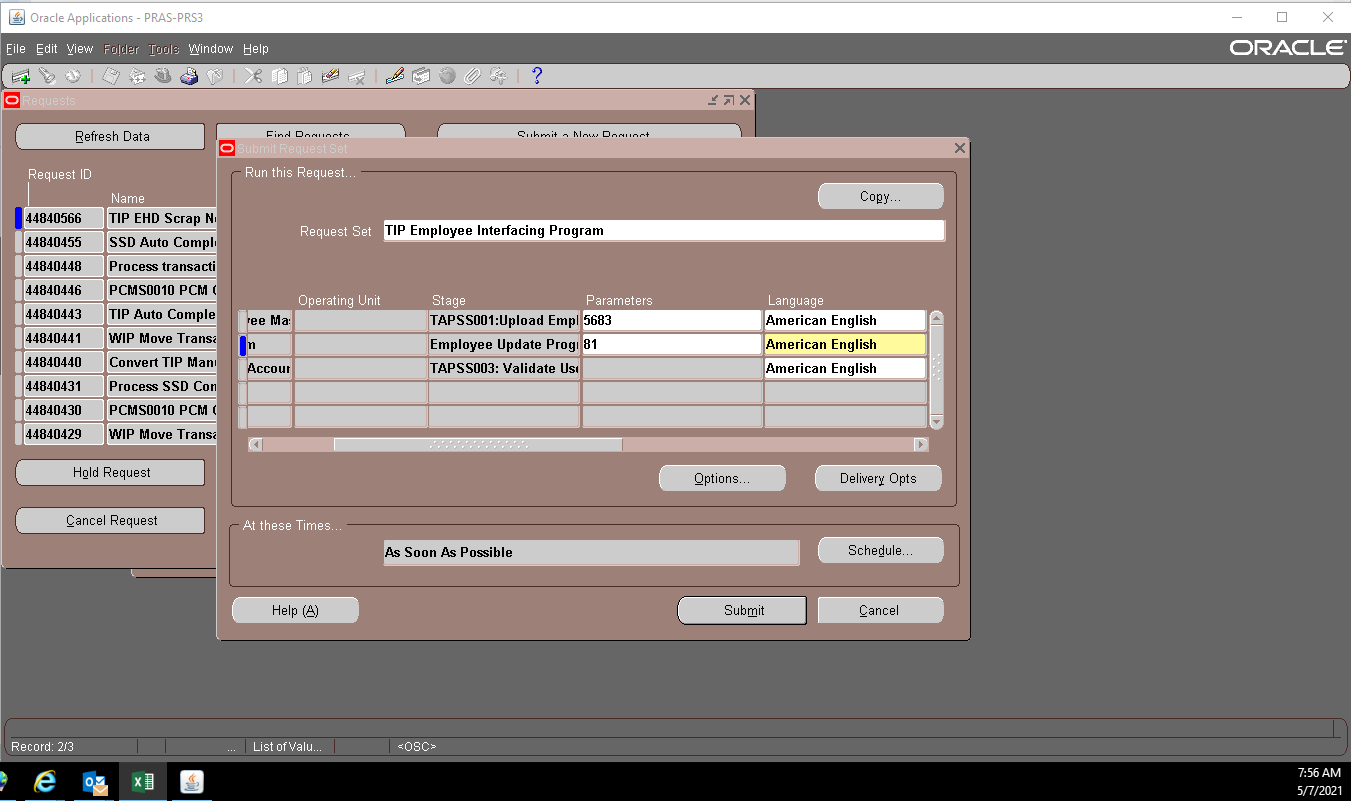 Oracle Applications - PRAS-PRS3
File Edit View Folder Tools Window Help
ORACLE
Requests
Refresh Data
Find Requests
Submit a New Request
Submit Request Set
Request ID
Name
44840566 TIP EHD Scrap
44840455 SSD Auto Comple
44840448 Process transacti
44840446 PCMS0010 PCM
44840443 TIP Auto Comple
44840441 WIP Move Transa
44840440 Convert TIP Man
44840431 Process SSD Con
44840430 PCMS0010 PCM
44840429 WIP Move Transa
Hold Request
Cancel Request
Run this Request...
Copy...
Request Set TIP Employee Interfacing Program
Operating Unit Stage Parameters Language
ree Ma TAPSS001:Upload Empl 5683 American English
n Employee Update Progr 81 American English
Accour TAPSS003: Validate Use American English
Options...
Delivery Opts
At these Times...
As Soon As Possible
Schedule...
Help (A)
Submit
Cancel
Record: 2/3 ... List of Valu... <OSC>
7:56 AM
5/7/2021